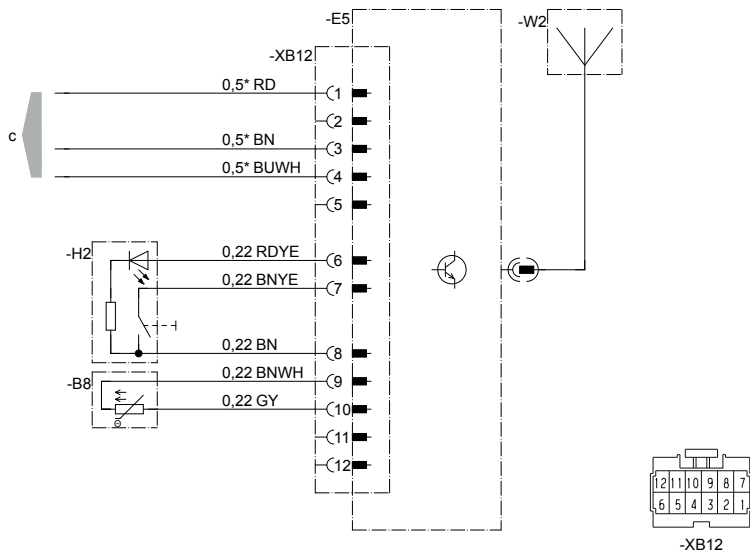 -E5
-W2
-XB12
0,5* RD
1
2
c
0,5* BN
3
0,5* BUWH
4
5
-H2
0,22 RDYE
6
0,22 BNYE
7
0,22 BN
8
-B8
0,22 BNWH
9
0,22 GY
10
11
12
12 11 10 9 8 7
6 5 4 3 2 1
-XB12